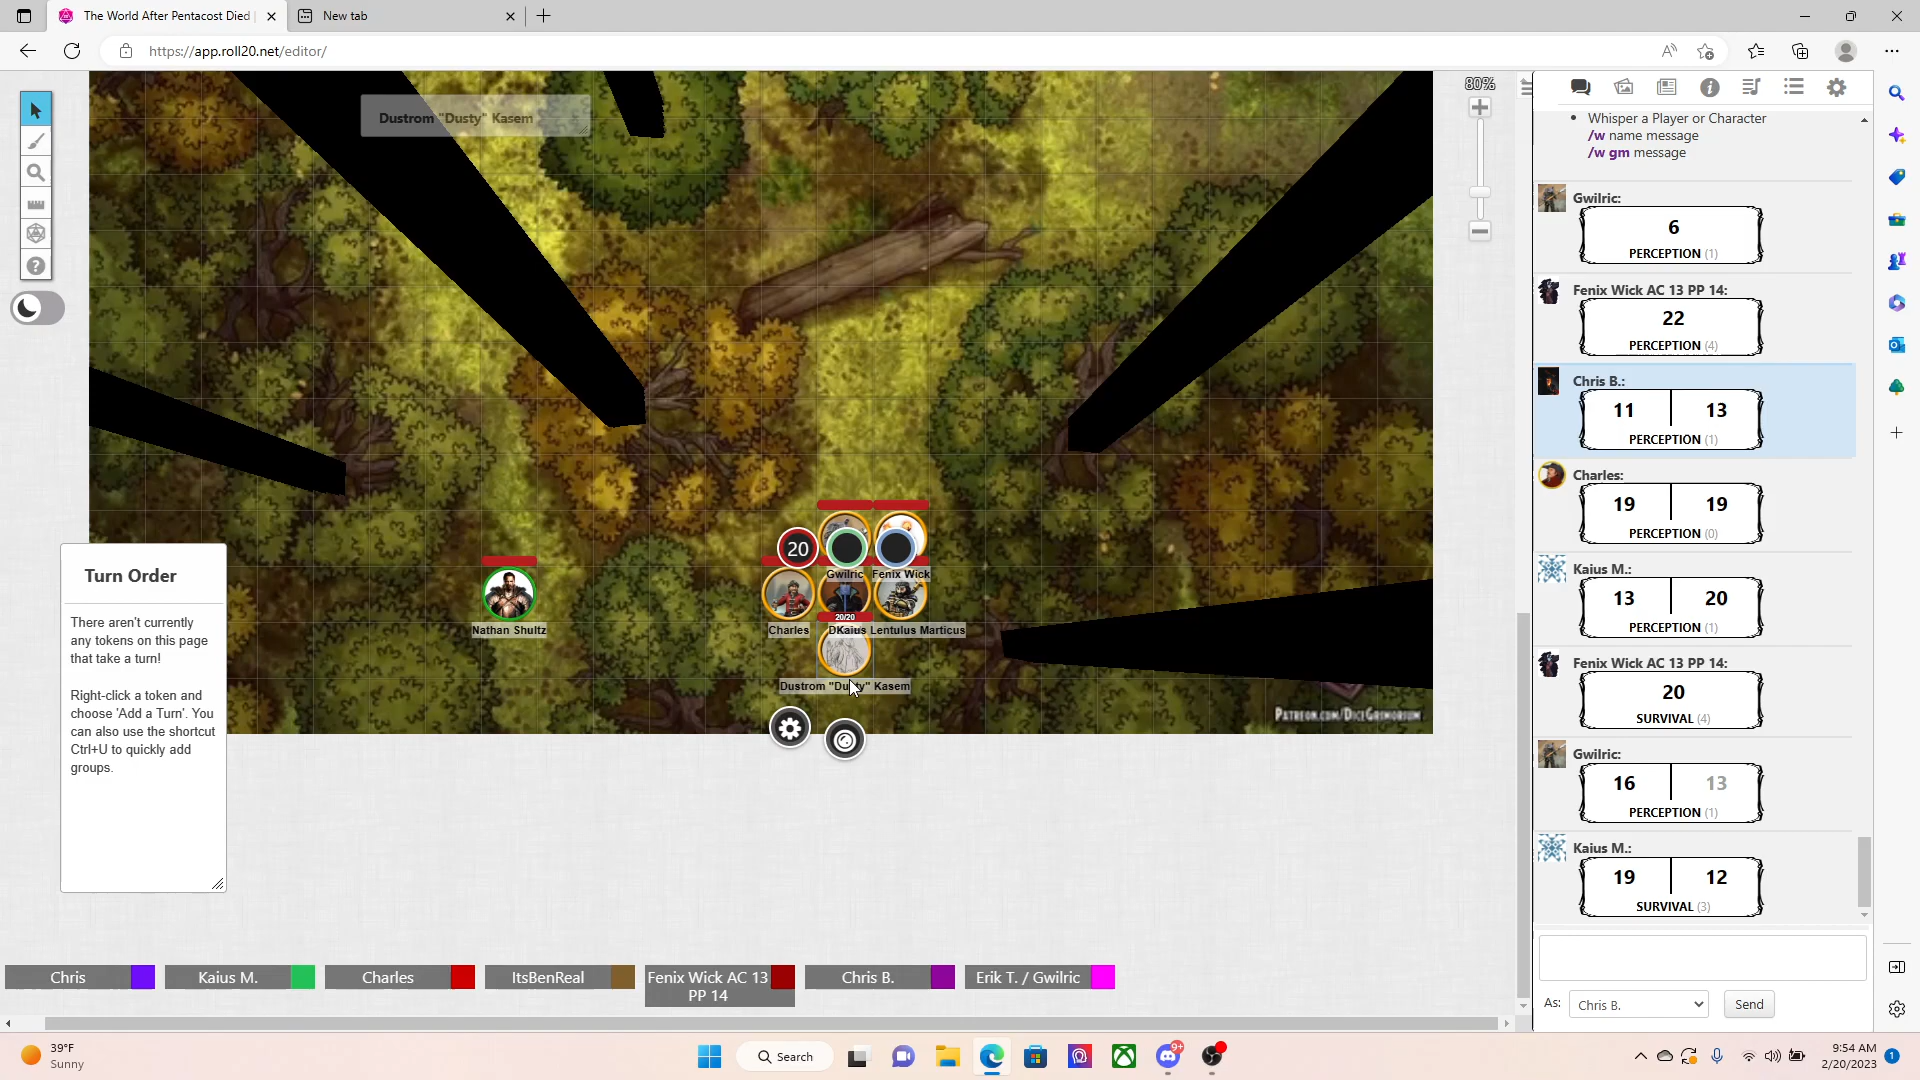 The World After Pentacost Died |
New tab
https://app.roll20.net/editor/
80%
Dustrom "Dusty" Kasem
Whisper a Player or Character
/w name message
/w gm message
Gwilric:
6
PERCEPTION (1)
Fenix Wick AC 13 PP 14:
22
PERCEPTION (4)
Chris B.:
11 13
PERCEPTION (1)
Charles:
19 19
PERCEPTION (0)
Kaius M.:
13 20
PERCEPTION (1)
Fenix Wick AC 13 PP 14:
20
SURVIVAL (4)
Gwilric:
16 13
PERCEPTION (1)
Kaius M.:
19 12
SURVIVAL (3)
As: Chris B. Send
Turn Order
There aren't currently
any tokens on this page
that take a turn!
Right-click a token and
choose 'Add a Turn'. You
can also use the shortcut
Ctrl+U to quickly add
groups.
20
Gwilric Fenix Wick
Nathan Shultz
20/20
Charles DKaius Lentulus Marticus
Dustrom "Dusty" Kasem
PATREON.COM/DICEGRIMORIUM
Chris Kaius M. Charles ItsBenReal Fenix Wick AC 13 Chris B. Erik T. / Gwilric
PP 14
39°F
Sunny
Search
9+
9:54 AM
2/20/2023
1